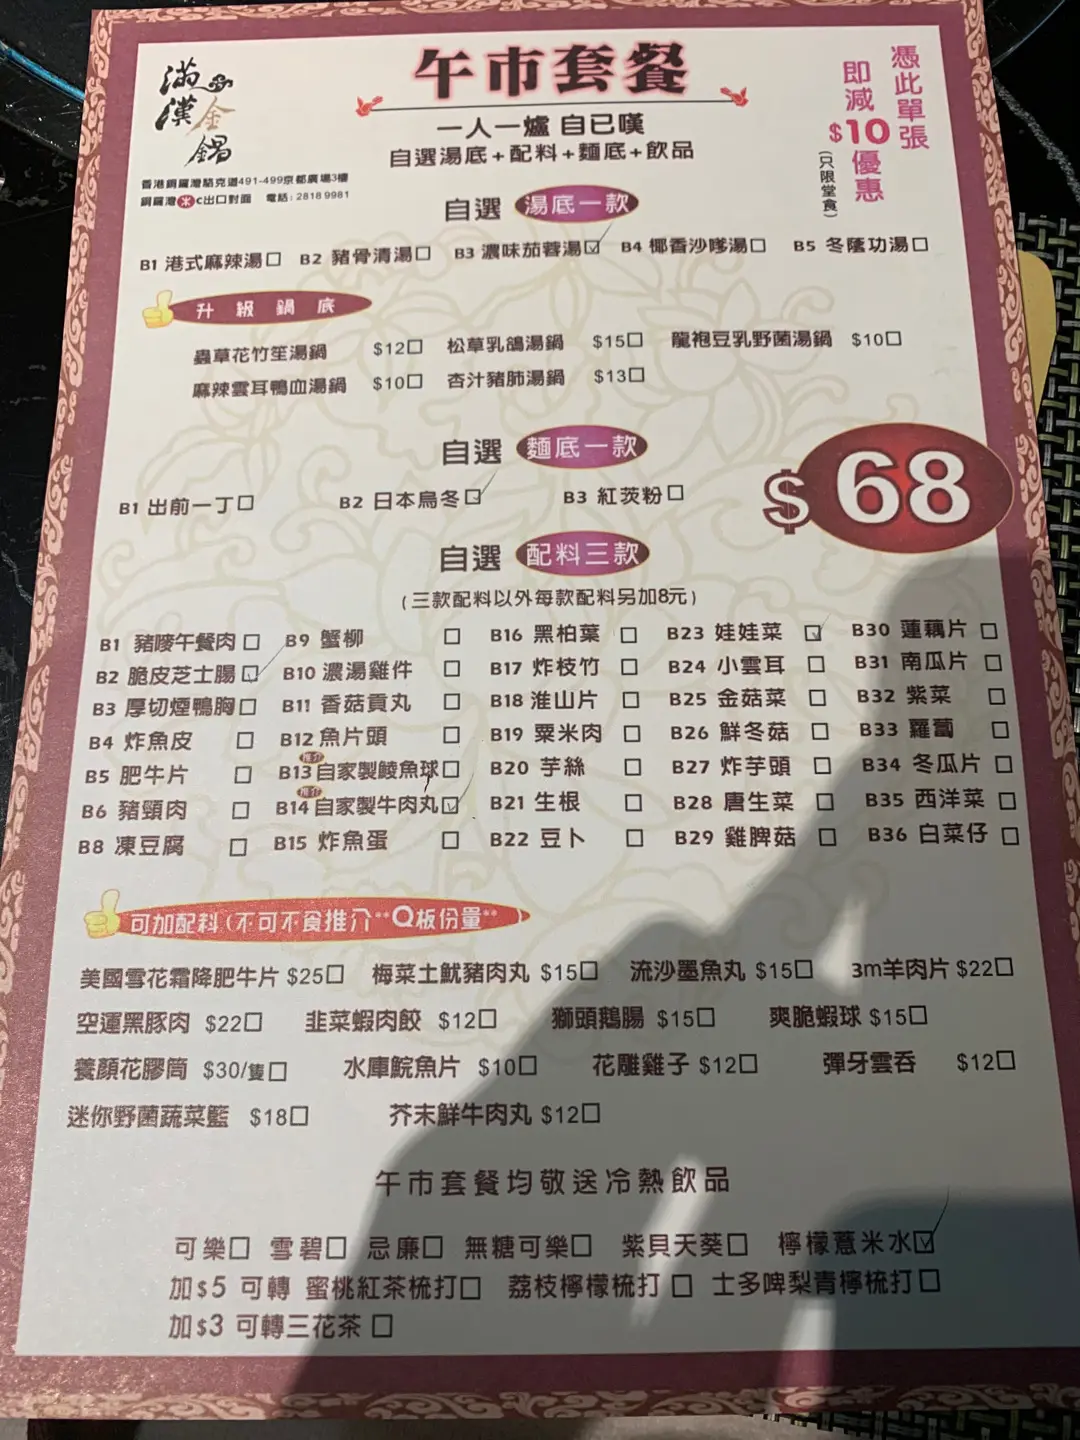 滿漢金鍋
午市套餐
憑此單張
即減$10優惠
(只限堂食)
一人一爐 自已嘆
自選湯底+配料+麵底+飲品
香港銅鑼灣駱克道491-499京都廣場3樓
銅鑼灣 C出口對面 電話: 2818 9981
自選 湯底一款
B1 港式麻辣湯□ B2 豬骨清湯□ B3 濃味茄蓉湯☑ B4 椰香沙嗲湯□ B5 冬蔭功湯□
升級鍋底
蟲草花竹笙湯鍋 $12□ 松草乳鴿湯鍋 $15□ 龍袍豆乳野菌湯鍋 $10□
麻辣雲耳鴨血湯鍋 $10□ 杏汁豬肺湯鍋 $13□
自選 麵底一款
B1 出前一丁□ B2 日本烏冬☑ B3 紅茨粉□
$68
自選 配料三款
(三款配料以外每款配料另加8元)
B1 豬嘜午餐肉□ B9 蟹柳 □ B16 黑柏葉 □ B23 娃娃菜 ☑ B30 蓮藕片 □
B2 脆皮芝士腸☑ B10 濃湯雞件 □ B17 炸枝竹 □ B24 小雲耳 □ B31 南瓜片 □
B3 厚切煙鴨胸□ B11 香菇貢丸 □ B18 淮山片 □ B25 金菇菜 □ B32 紫菜 □
B4 炸魚皮 □ B12 魚片頭 □ B19 粟米肉 □ B26 鮮冬菇 □ B33 羅蔔 □
推介
B5 肥牛片 □ B13 自家製鯪魚球□ B20 芋絲 □ B27 炸芋頭 □ B34 冬瓜片 □
推介
B6 豬頸肉 □ B14 自家製牛肉丸☑ B21 生根 □ B28 唐生菜 □ B35 西洋菜 □
B8 凍豆腐 □ B15 炸魚蛋 □ B22 豆卜 □ B29 雞脾菇 □ B36 白菜仔 □
可加配料(不可不食推介**Q板份量**)
美國雪花霜降肥牛片 $25□ 梅菜土魷豬肉丸 $15□ 流沙墨魚丸 $15□ 3m羊肉片 $22□
空運黑豚肉 $22□ 韭菜蝦肉餃 $12□ 獅頭鵝腸 $15□ 爽脆蝦球 $15□
養顏花膠筒 $30/隻□ 水庫鯇魚片 $10□ 花雕雞子 $12□ 彈牙雲吞 $12□
迷你野菌蔬菜籃 $18□ 芥末鮮牛肉丸 $12□
午市套餐均敬送冷熱飲品
可樂□ 雪碧□ 忌廉□ 無糖可樂□ 紫貝天葵□ 檸檬薏米水☑
加$5 可轉 蜜桃紅茶梳打□ 荔枝檸檬梳打 □ 士多啤梨青檸梳打□
加$3 可轉三花茶 □